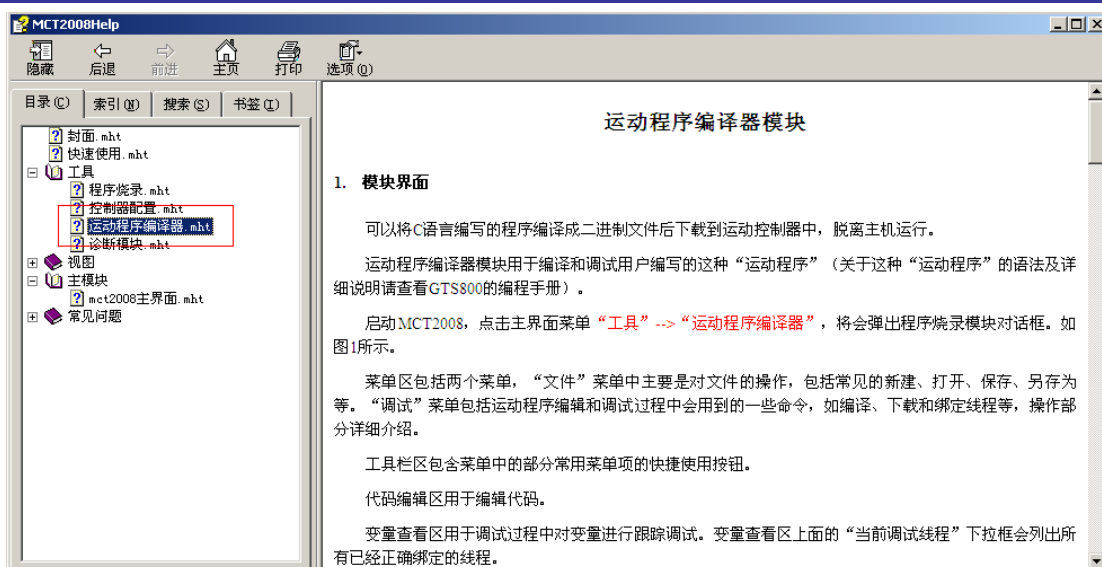 MCT2008Help
隐藏 后退 前进 主页 打印 选项(O)
目录(C) 索引(N) 搜索(S) 书签(I)
封面.mht
快速使用.mht
工具
程序烧录.mht
控制器配置.mht
运动程序编译器.mht
诊断模块.mht
视图
主模块
mct2008主界面.mht
常见问题
运动程序编译器模块
1. 模块界面
可以将C语言编写的程序编译成二进制文件后下载到运动控制器中，脱离主机运行。
运动程序编译器模块用于编译和调试用户编写的这种“运动程序”（关于这种“运动程序”的语法及详
细说明请查看GTS800的编程手册）。
启动MCT2008，点击主界面菜单“工具”-->“运动程序编译器”，将会弹出程序烧录模块对话框。如
图1所示。
菜单区包括两个菜单，“文件”菜单中主要是对文件的操作，包括常见的新建、打开、保存、另存为
等。“调试”菜单包括运动程序编辑和调试过程中会用到的一些命令，如编译、下载和绑定线程等，操作部
分详细介绍。
工具栏区包含菜单中的部分常用菜单项的快捷使用按钮。
代码编辑区用于编辑代码。
变量查看区用于调试过程中对变量进行跟踪调试。变量查看区上面的“当前调试线程”下拉框会列出所
有已经正确绑定的线程。